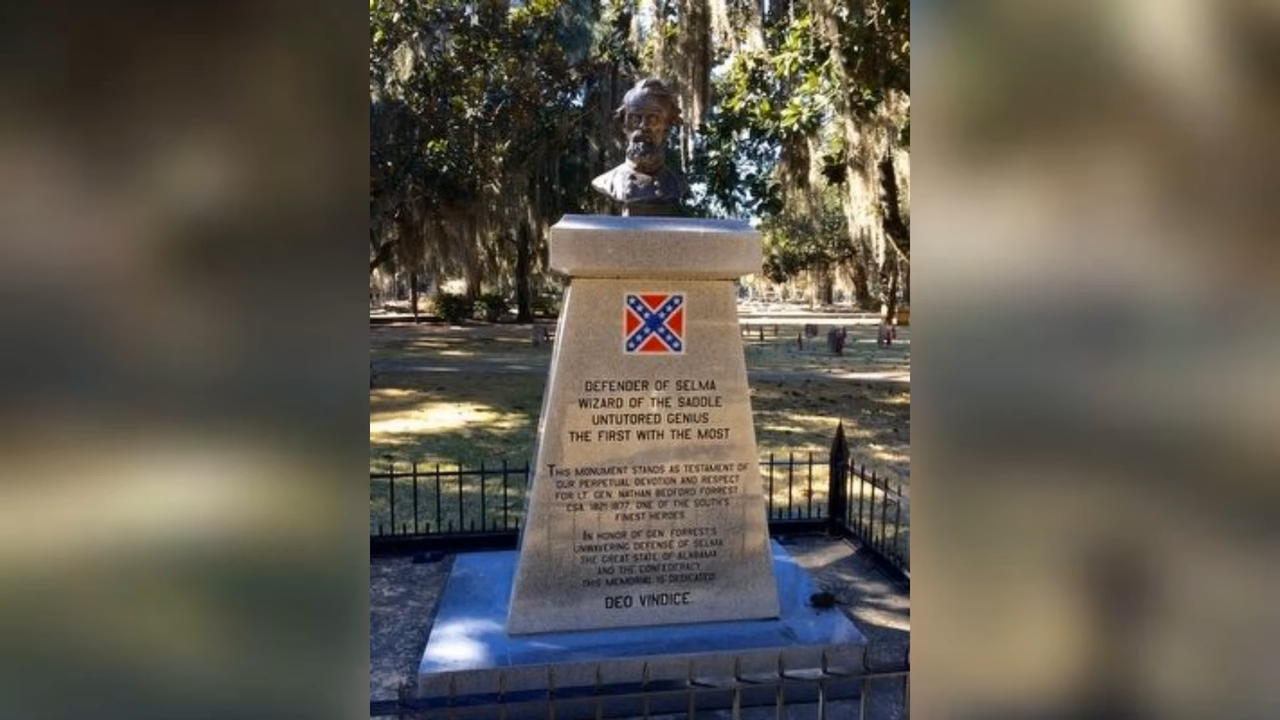 DEFENDER OF SELMA
WIZARD OF THE SADDLE
UNTUTORED GENIUS
THE FIRST WITH THE MOST
THIS MONUMENT STANDS AS TESTAMENT OF
OUR PERPETUAL DEVOTION AND RESPECT
FOR LT. GEN. NATHAN BEDFORD FORREST
CSA 1821-1877, ONE OF THE SOUTH'S
FINEST HEROES.
IN HONOR OF GEN. FORREST'S
UNWAVERING DEFENSE OF SELMA
THE GREAT STATE OF ALABAMA
AND THE CONFEDERACY
THIS MEMORIAL IS DEDICATED
DEO VINDICE